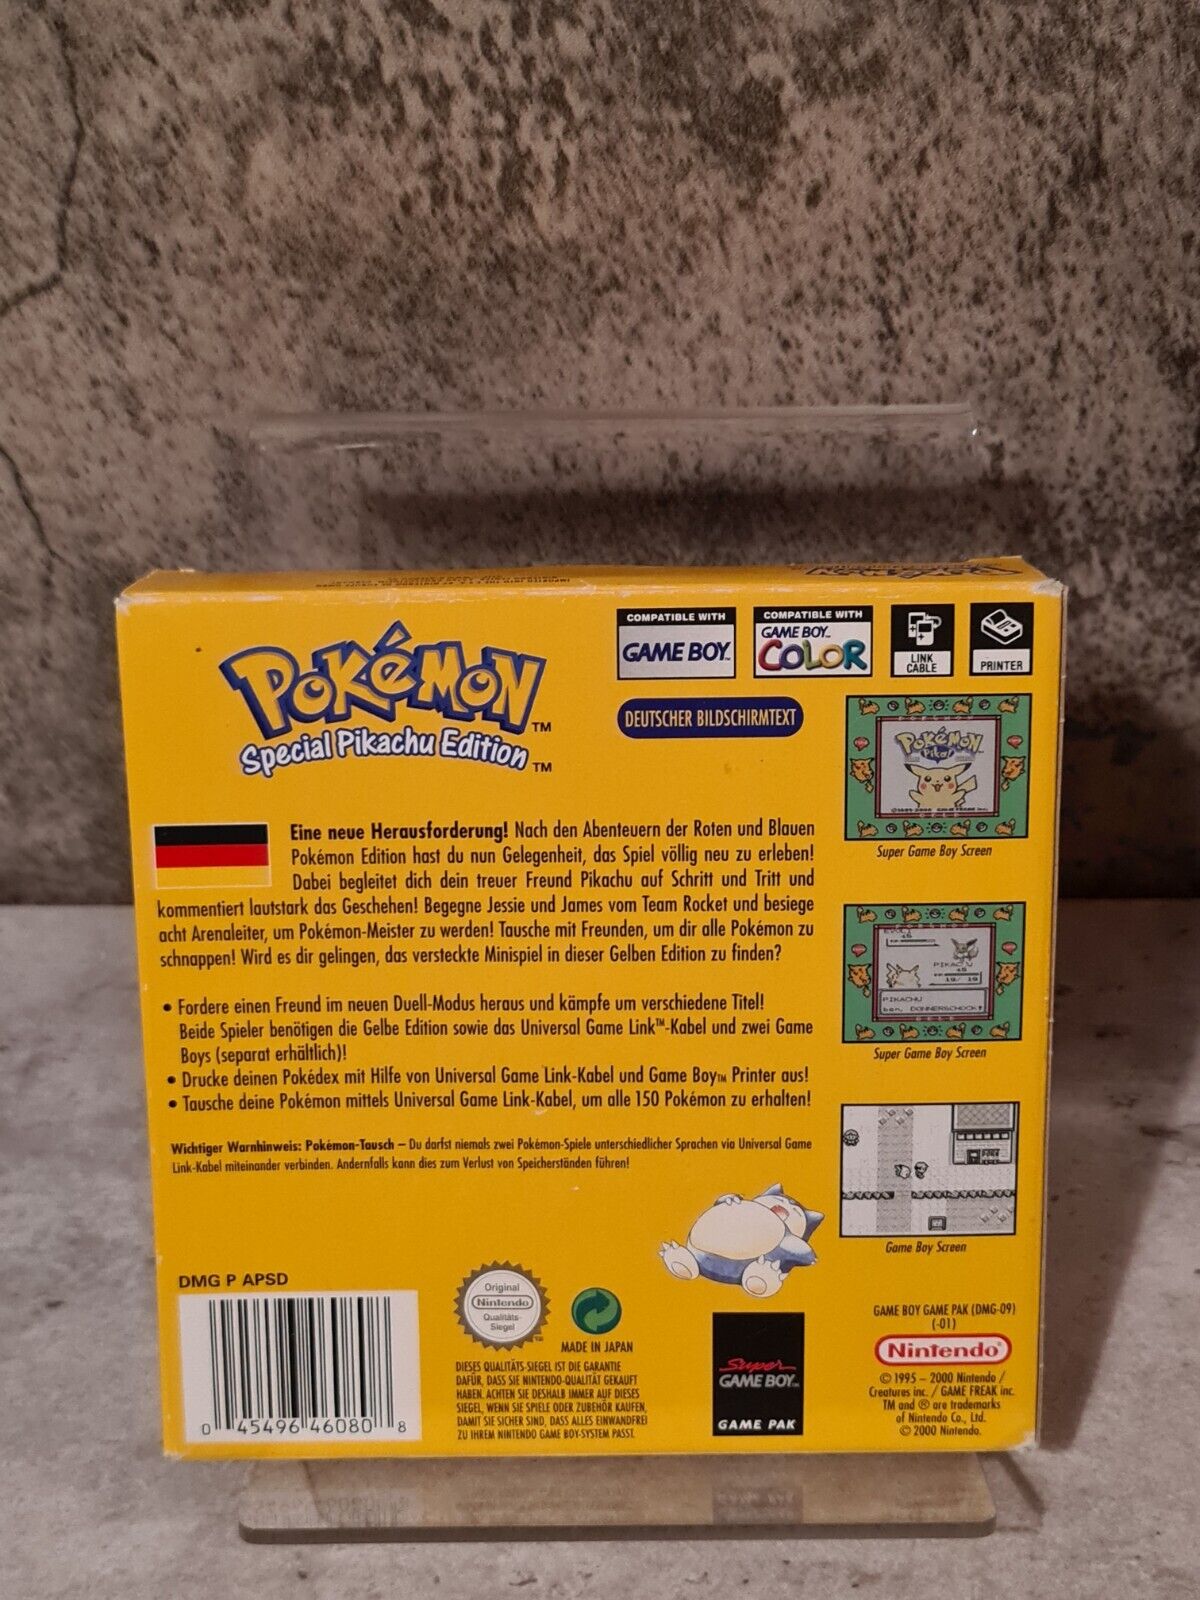 POKéMON™
Special Pikachu Edition™
COMPATIBLE WITH
GAME BOY™
COMPATIBLE WITH
GAME BOY™
COLOR
LINK
CABLE
PRINTER
DEUTSCHER BILDSCHIRMTEXT
Eine neue Herausforderung! Nach den Abenteuern der Roten und Blauen
Pokémon Edition hast du nun Gelegenheit, das Spiel völlig neu zu erleben!
Dabei begleitet dich dein treuer Freund Pikachu auf Schritt und Tritt und
kommentiert lautstark das Geschehen! Begegne Jessie und James vom Team Rocket und besiege
acht Arenaleiter, um Pokémon-Meister zu werden! Tausche mit Freunden, um dir alle Pokémon zu
schnappen! Wird es dir gelingen, das versteckte Minispiel in dieser Gelben Edition zu finden?
• Fordere einen Freund im neuen Duell-Modus heraus und kämpfe um verschiedene Titel!
Beide Spieler benötigen die Gelbe Edition sowie das Universal Game Link™-Kabel und zwei Game
Boys (separat erhältlich)!
• Drucke deinen Pokédex mit Hilfe von Universal Game Link-Kabel und Game Boy™ Printer aus!
• Tausche deine Pokémon mittels Universal Game Link-Kabel, um alle 150 Pokémon zu erhalten!
Wichtiger Warnhinweis: Pokémon-Tausch – Du darfst niemals zwei Pokémon-Spiele unterschiedlicher Sprachen via Universal Game
Link-Kabel miteinander verbinden. Andernfalls kann dies zum Verlust von Speicherständen führen!
POKéMON
Pika!
Super Game Boy Screen
PIKACHU
19/ 19
PIKACHU
DONNERSCHOCK!
Super Game Boy Screen
Game Boy Screen
DMG P APSD
0 45496 46080 8
Original
Nintendo
Qualitäts-
Siegel
MADE IN JAPAN
DIESES QUALITÄTS-SIEGEL IST DIE GARANTIE
DAFÜR, DASS SIE NINTENDO-QUALITÄT GEKAUFT
HABEN. ACHTEN SIE DESHALB IMMER AUF DIESES
SIEGEL, WENN SIE SPIELE ODER ZUBEHÖR KAUFEN,
DAMIT SIE SICHER SIND, DASS ALLES EINWANDFREI
ZU IHREM NINTENDO GAME BOY-SYSTEM PASST.
Super
GAME BOY™
GAME PAK
GAME BOY GAME PAK (DMG-09)
(-01)
Nintendo®
© 1995 – 2000 Nintendo /
Creatures inc. / GAME FREAK inc.
TM and ® are trademarks
of Nintendo Co., Ltd.
© 2000 Nintendo.